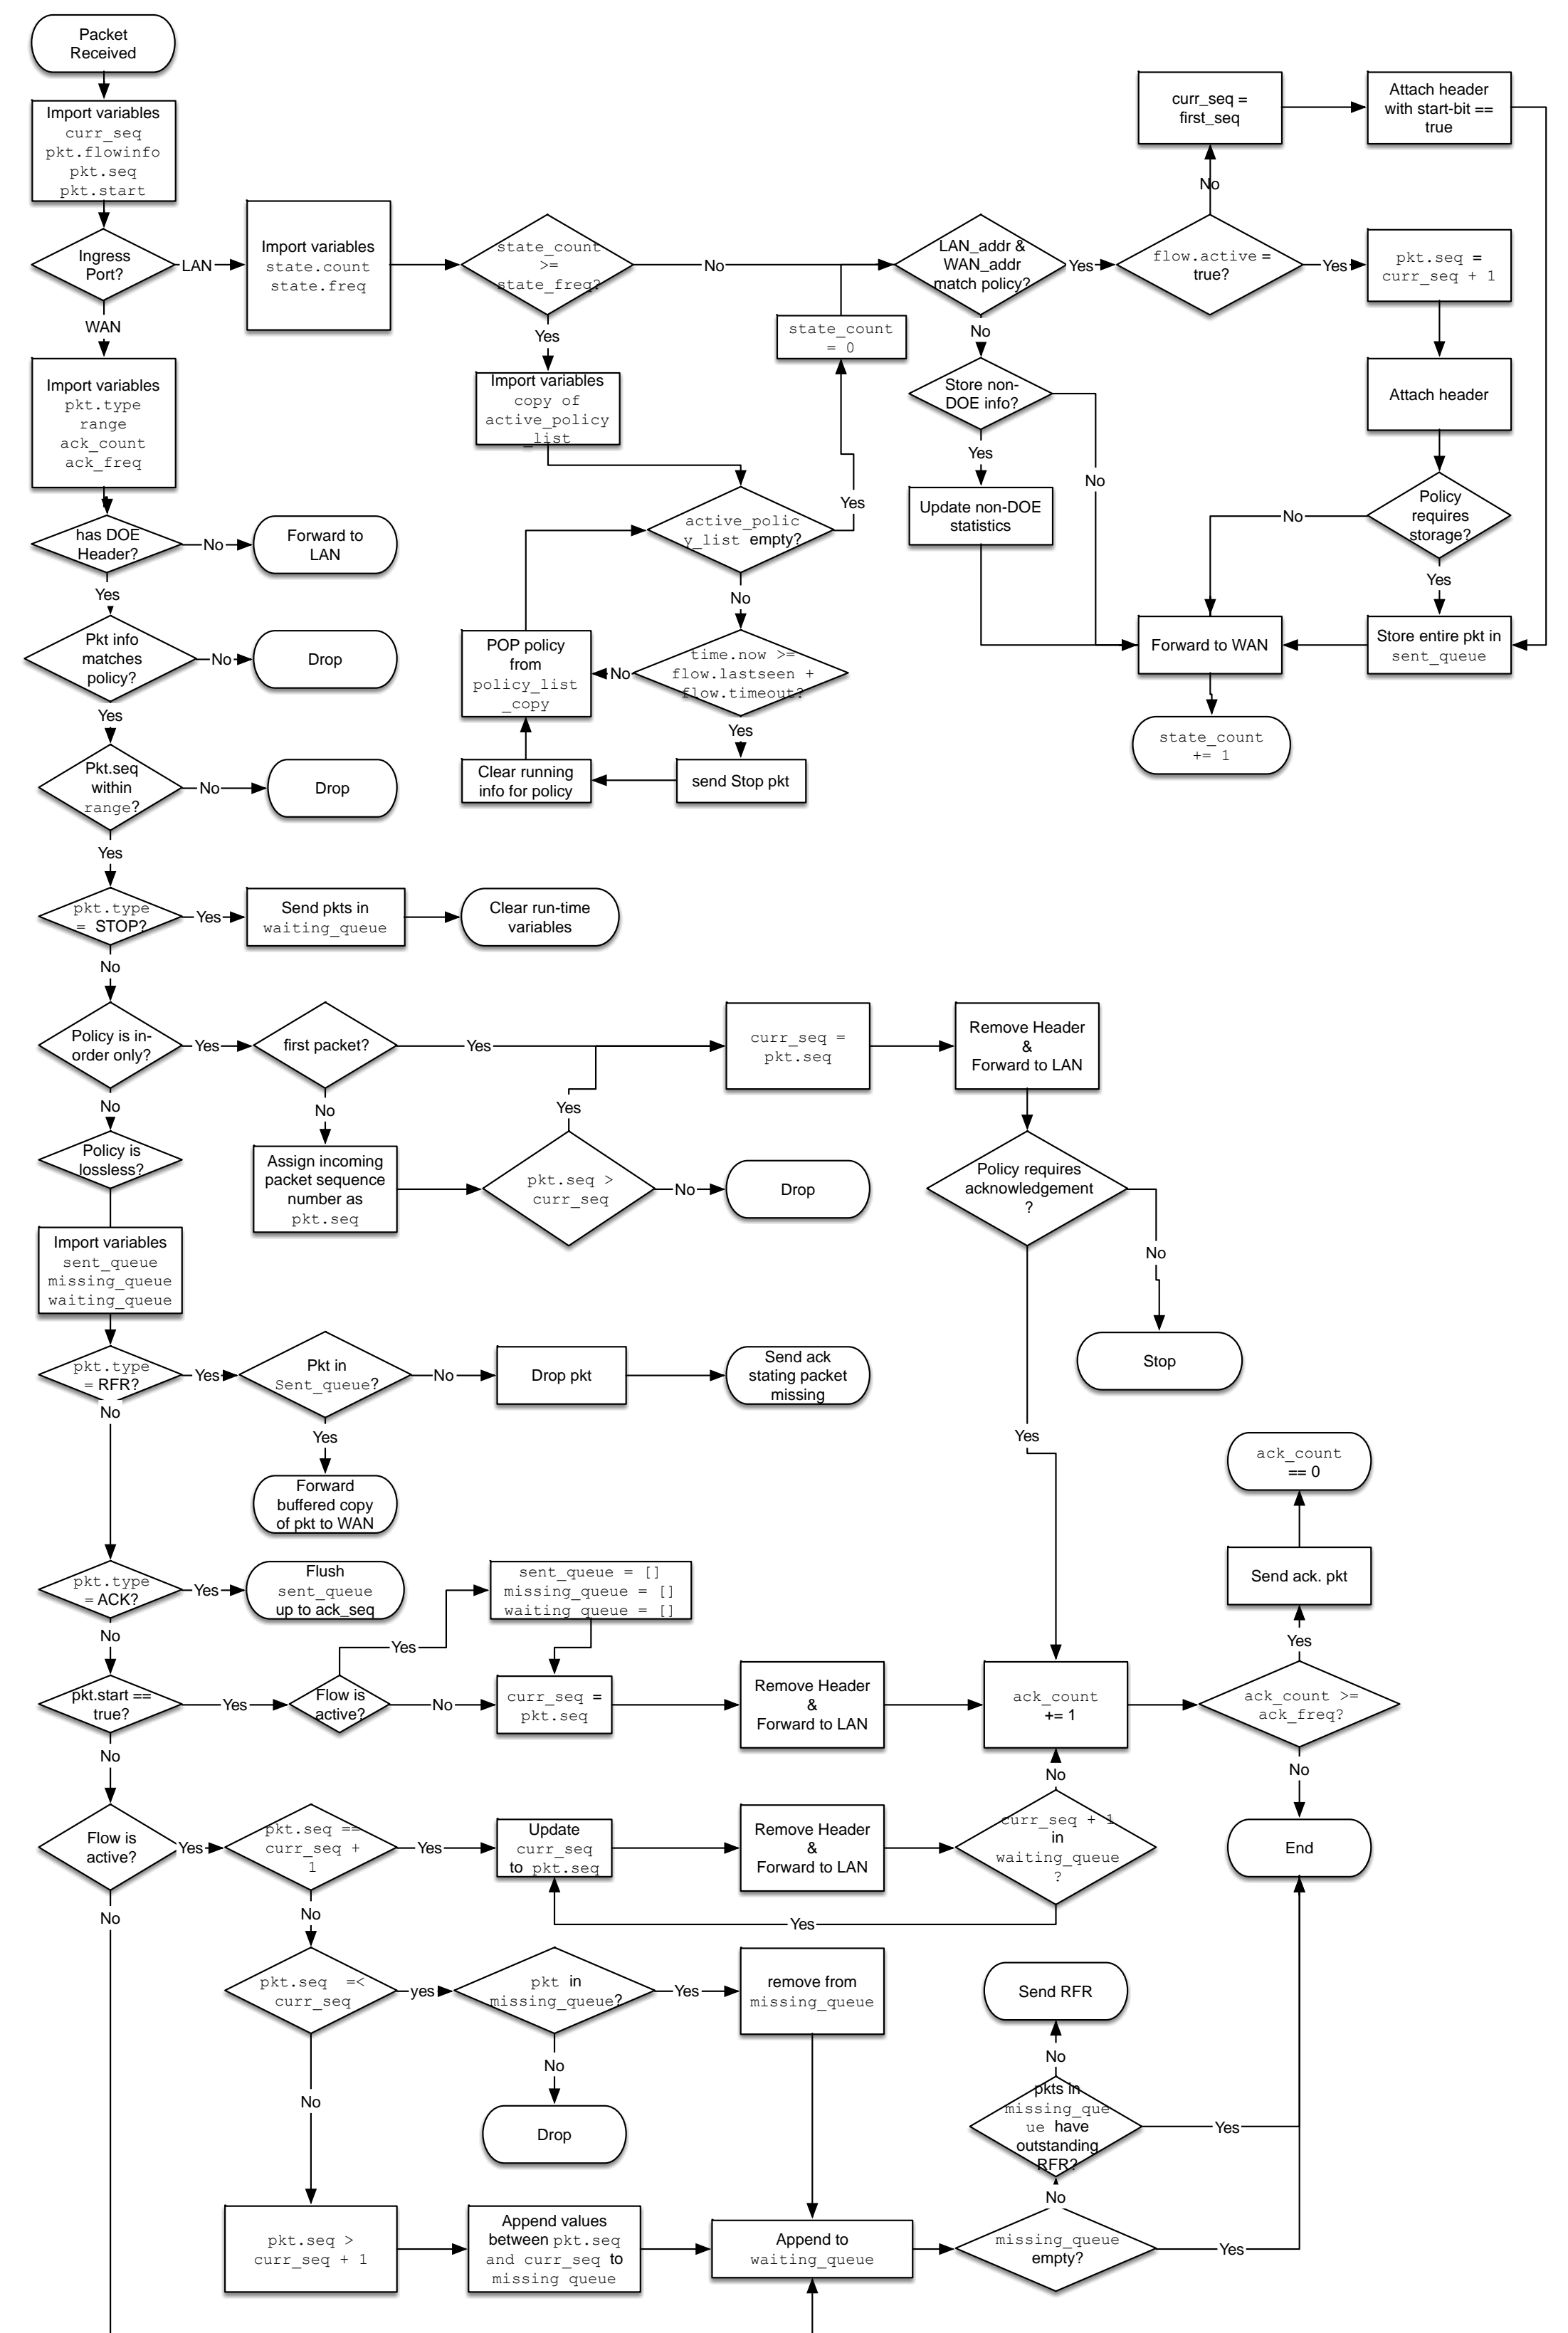 Packet
Received
Import variables
curr_seq
pkt.flowinfo
pkt.seq
pkt.start
Ingress
Port?
LAN
WAN
Import variables
state.count
state.freq
state_count
>=
state_freq?
No
Yes
LAN_addr &
WAN_addr
match policy?
Yes
No
flow.active =
true?
No
Yes
curr_seq =
first_seq
Attach header
with start-bit ==
true
pkt.seq =
curr_seq + 1
Attach header
Policy
requires
storage?
No
Yes
Store entire pkt in
sent_queue
Forward to WAN
state_count
+= 1
Store non-
DOE info?
Yes
No
Update non-DOE
statistics
state_count
= 0
Import variables
copy of
active_policy
_list
active_polic
y_list empty?
Yes
No
time.now >=
flow.lastseen +
flow.timeout?
No
Yes
POP policy
from
policy_list
_copy
Clear running
info for policy
send Stop pkt
Import variables
pkt.type
range
ack_count
ack_freq
has DOE
Header?
No
Forward to
LAN
Yes
Pkt info
matches
policy?
No
Drop
Yes
Pkt.seq
within
range?
No
Drop
Yes
pkt.type
= STOP?
Yes
Send pkts in
waiting_queue
Clear run-time
variables
No
Policy is in-
order only?
Yes
first packet?
Yes
curr_seq =
pkt.seq
Remove Header
&
Forward to LAN
No
No
Yes
Policy is
lossless?
Assign incoming
packet sequence
number as
pkt.seq
pkt.seq >
curr_seq
No
Drop
Policy requires
acknowledgement
?
No
Stop
Yes
Import variables
sent_queue
missing_queue
waiting_queue
pkt.type
= RFR?
Yes
Pkt in
Sent_queue?
No
Drop pkt
Send ack
stating packet
missing
No
Yes
Forward
buffered copy
of pkt to WAN
ack_count
== 0
Send ack. pkt
pkt.type
= ACK?
Yes
Flush
sent_queue
up to ack_seq
sent_queue = []
missing_queue = []
waiting_queue = []
No
Yes
Yes
pkt.start ==
true?
Yes
Flow is
active?
No
curr_seq =
pkt.seq
Remove Header
&
Forward to LAN
ack_count
+= 1
ack_count >=
ack_freq?
No
No
No
Flow is
active?
Yes
pkt.seq ==
curr_seq +
1
Yes
Update
curr_seq
to pkt.seq
Remove Header
&
Forward to LAN
curr_seq + 1
in
waiting_queue
?
End
No
No
Yes
pkt.seq =<
curr_seq
yes
pkt in
missing_queue?
Yes
remove from
missing_queue
Send RFR
No
No
No
Drop
pkts in
missing_que
ue have
outstanding
RFR?
Yes
No
pkt.seq >
curr_seq + 1
Append values
between pkt.seq
and curr_seq to
missing queue
Append to
waiting_queue
missing_queue
empty?
Yes